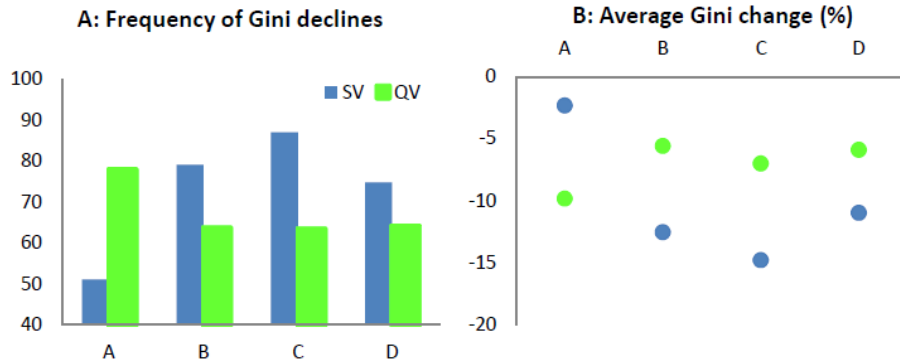 A: Frequency of Gini declines
SV QV
100
90
80
70
60
50
40
A B C D
B: Average Gini change (%)
A B C D
0
-5
-10
-15
-20